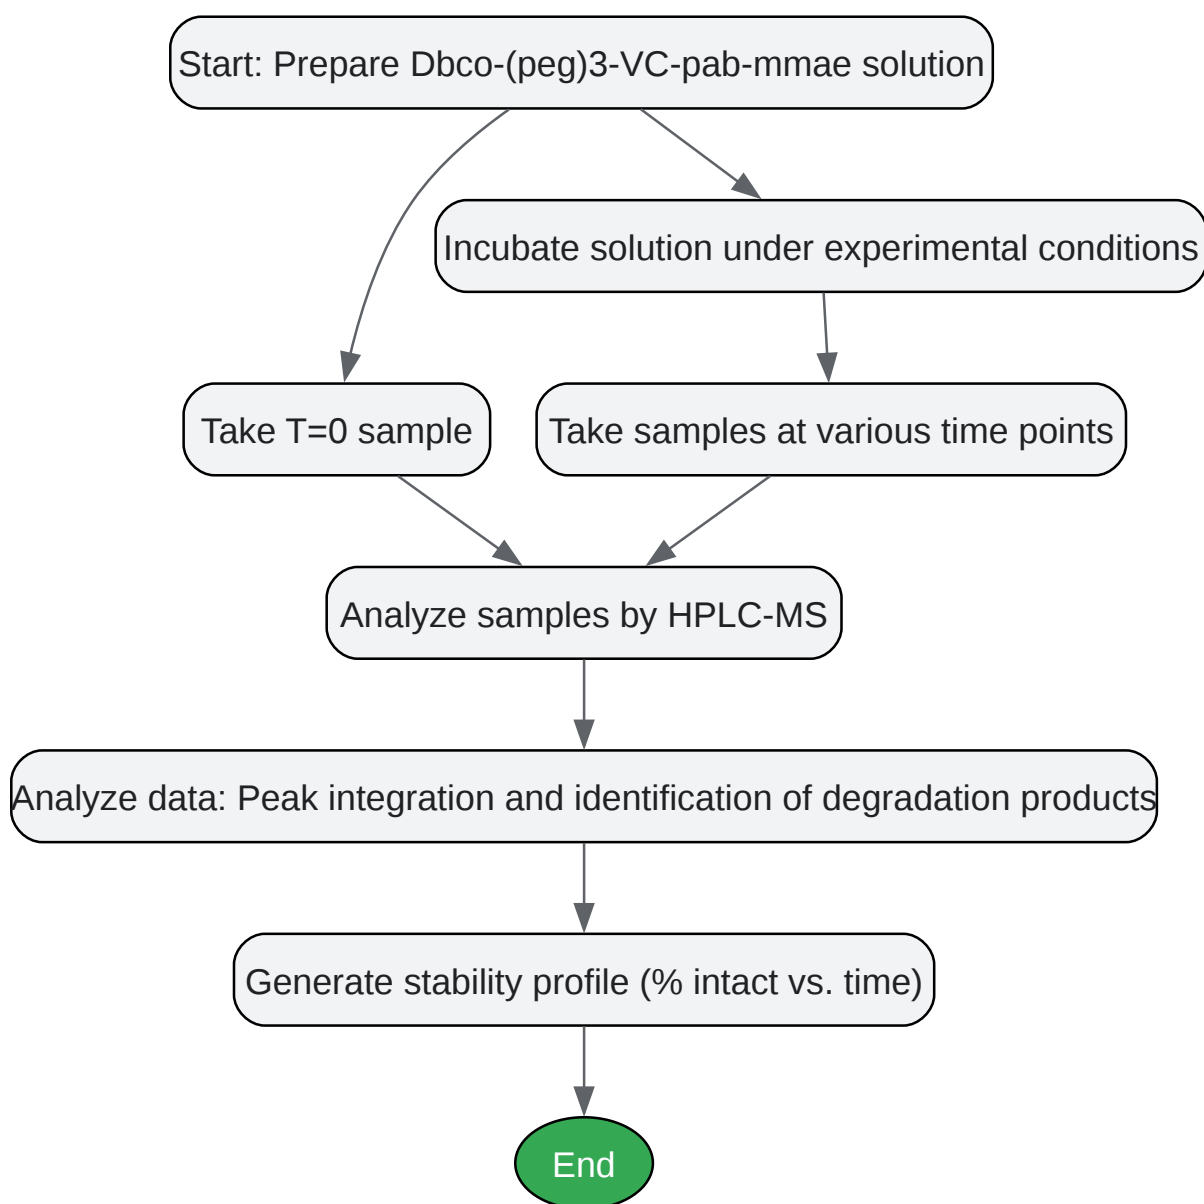 Start: Prepare Dbco-(peg)3-VC-pab-mmae solution
Incubate solution under experimental conditions
Take T=0 sample
Take samples at various time points
Analyze samples by HPLC-MS
Analyze data: Peak integration and identification of degradation products
Generate stability profile (% intact vs. time)
End